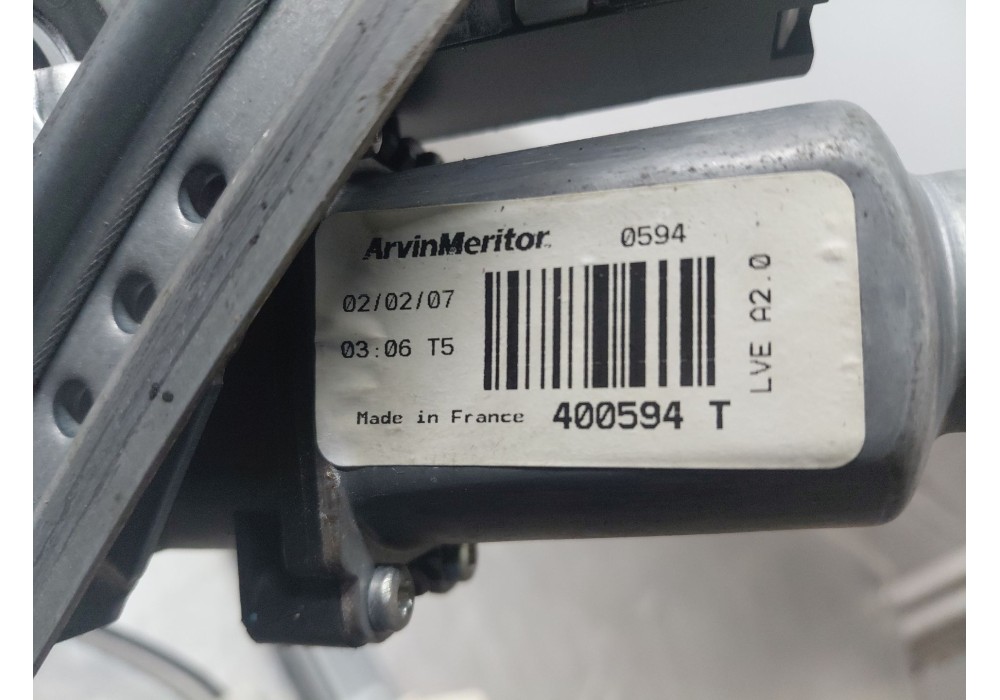 ArvinMeritor 0594
02/02/07
03:06 T5
Made in France 400594 T
LVE A2.0